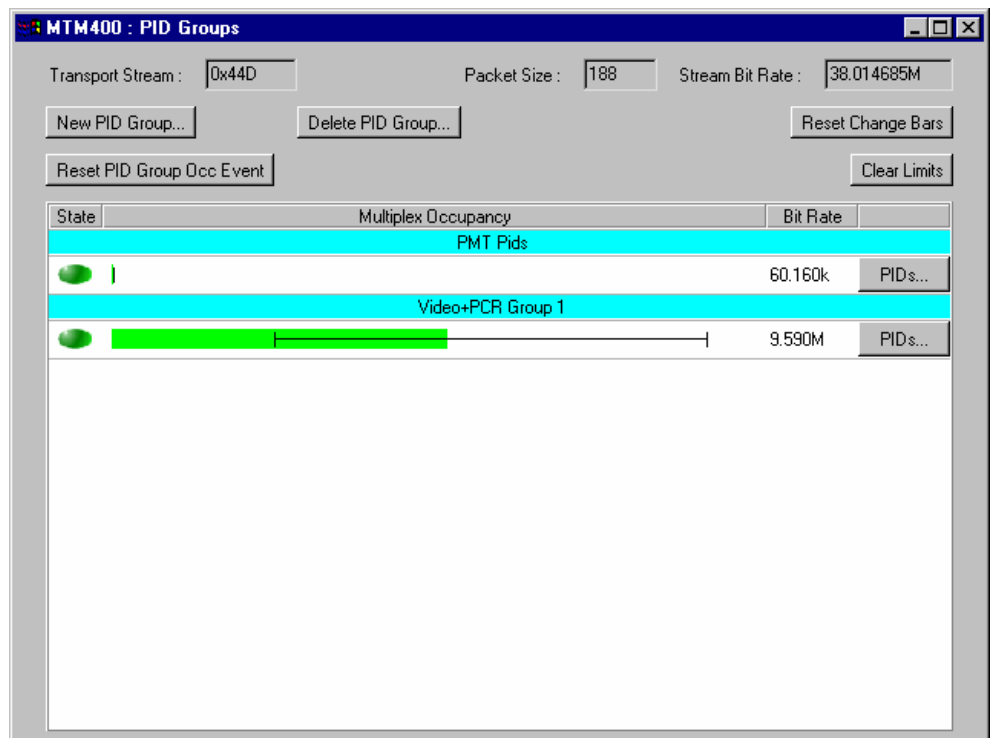 MTM400 : PID Groups
Transport Stream : 0x44D Packet Size : 188 Stream Bit Rate : 38.014685M
New PID Group... Delete PID Group... Reset Change Bars
Reset PID Group Occ Event Clear Limits
State Multiplex Occupancy Bit Rate
PMT Pids
60.160k PIDs...
Video+PCR Group 1
9.590M PIDs...